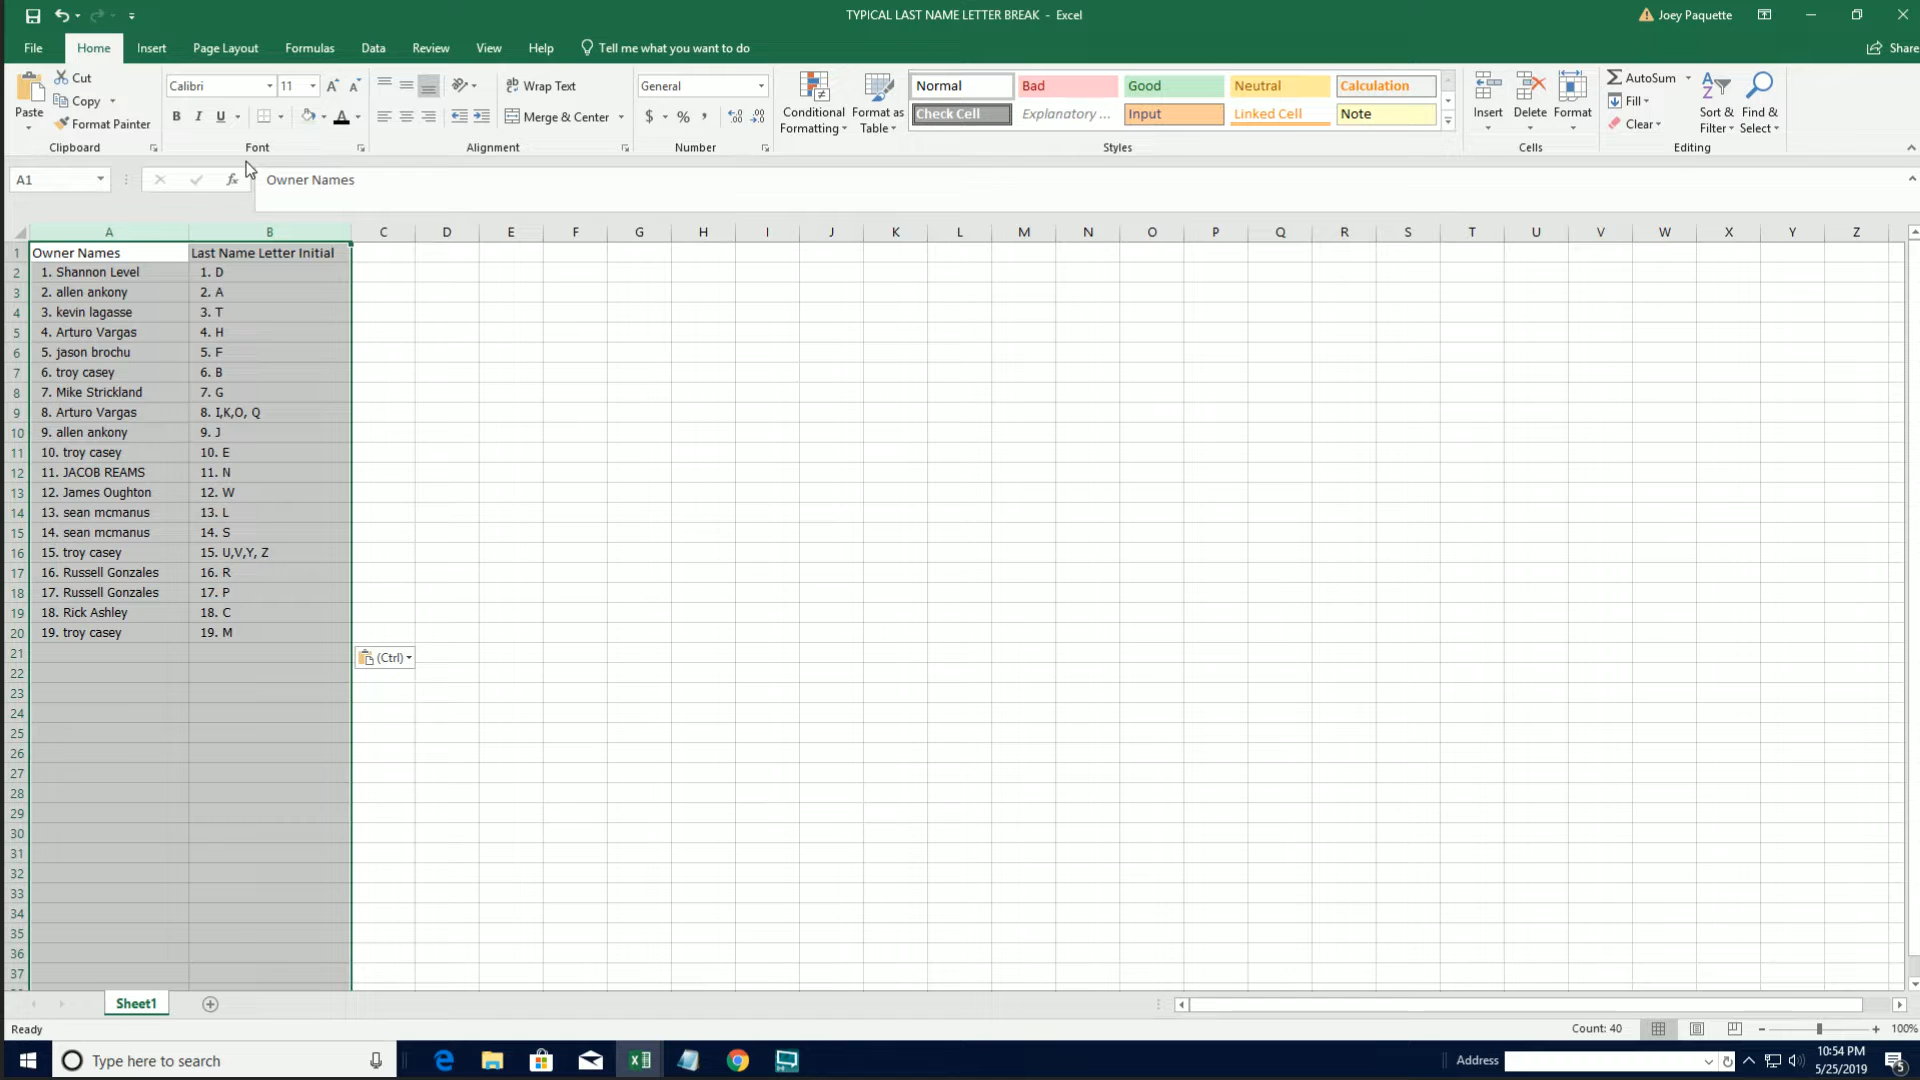 TYPICAL LAST NAME LETTER BREAK - Excel
Joey Paquette
File Home Insert Page Layout Formulas Data Review View Help Tell me what you want to do Share
Paste Cut Copy Format Painter Clipboard
Calibri 11 B I U A Font
Wrap Text Merge & Center Alignment
General $ % , Number
Conditional Formatting Format as Table
Normal Bad Good Neutral Calculation
Check Cell Explanatory ... Input Linked Cell Note
Styles
Insert Delete Format Cells
AutoSum Fill Clear Sort & Filter Find & Select Editing
A1 fx Owner Names
A B C D E F G H I J K L M N O P Q R S T U V W X Y Z
1 Owner Names Last Name Letter Initial
2 1. Shannon Level 1. D
3 2. allen ankony 2. A
4 3. kevin lagasse 3. T
5 4. Arturo Vargas 4. H
6 5. jason brochu 5. F
7 6. troy casey 6. B
8 7. Mike Strickland 7. G
9 8. Arturo Vargas 8. I,K,O, Q
10 9. allen ankony 9. J
11 10. troy casey 10. E
12 11. JACOB REAMS 11. N
13 12. James Oughton 12. W
14 13. sean mcmanus 13. L
15 14. sean mcmanus 14. S
16 15. troy casey 15. U,V,Y, Z
17 16. Russell Gonzales 16. R
18 17. Russell Gonzales 17. P
19 18. Rick Ashley 18. C
20 19. troy casey 19. M
21 (Ctrl)
22
23
24
25
26
27
28
29
30
31
32
33
34
35
36
37
Sheet1
Ready Count: 40 100%
Type here to search Address 10:54 PM
5/25/2019 5